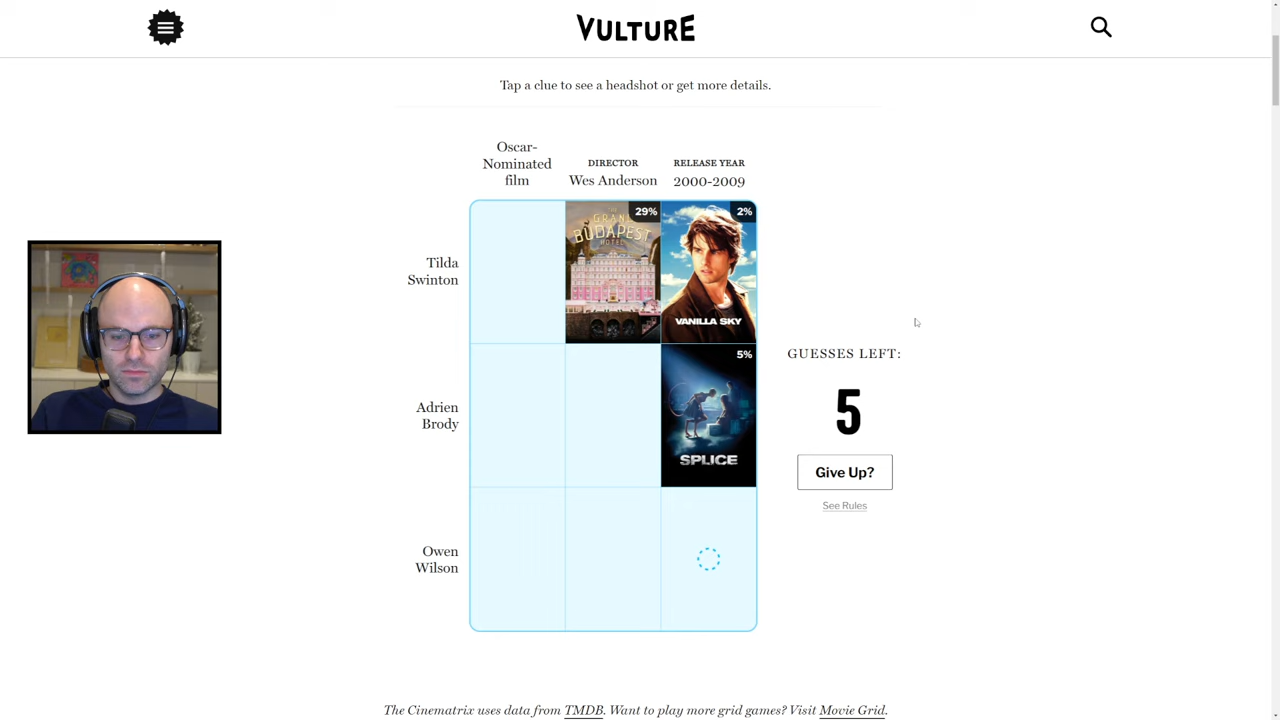 VULTURE
Tap a clue to see a headshot or get more details.
Oscar-
Nominated
film
DIRECTOR
Wes Anderson
RELEASE YEAR
2000-2009
Tilda
Swinton
29%
THE
GRAND
BUDAPEST
HOTEL
2%
VANILLA SKY
Adrien
Brody
5%
SPLICE
Owen
Wilson
GUESSES LEFT:
5
Give Up?
See Rules
The Cinematrix uses data from TMDB. Want to play more grid games? Visit Movie Grid.